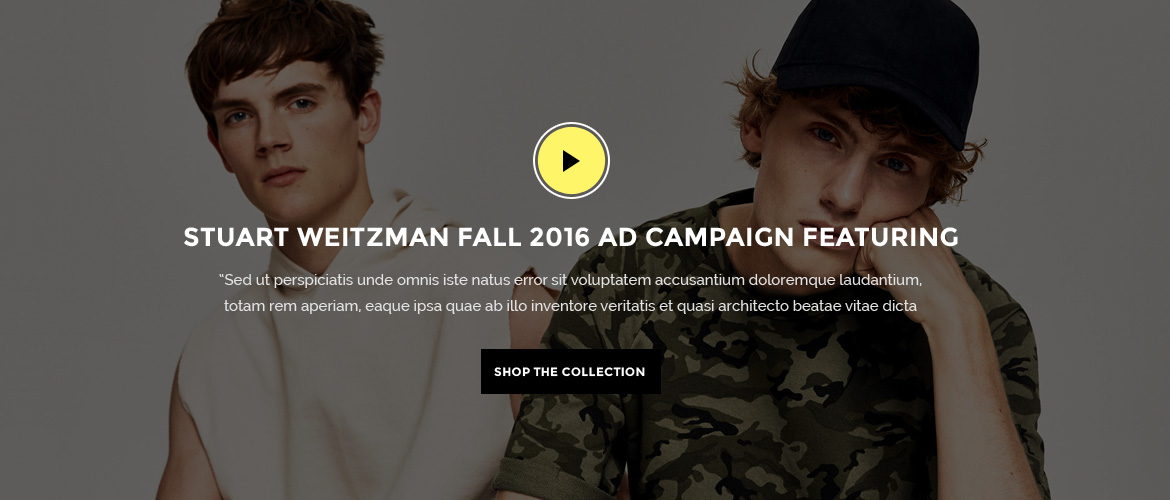 STUART WEITZMAN FALL 2016 AD CAMPAIGN FEATURING
“Sed ut perspiciatis unde omnis iste natus error sit voluptatem accusantium doloremque laudantium,
totam rem aperiam, eaque ipsa quae ab illo inventore veritatis et quasi architecto beatae vitae dicta
SHOP THE COLLECTION